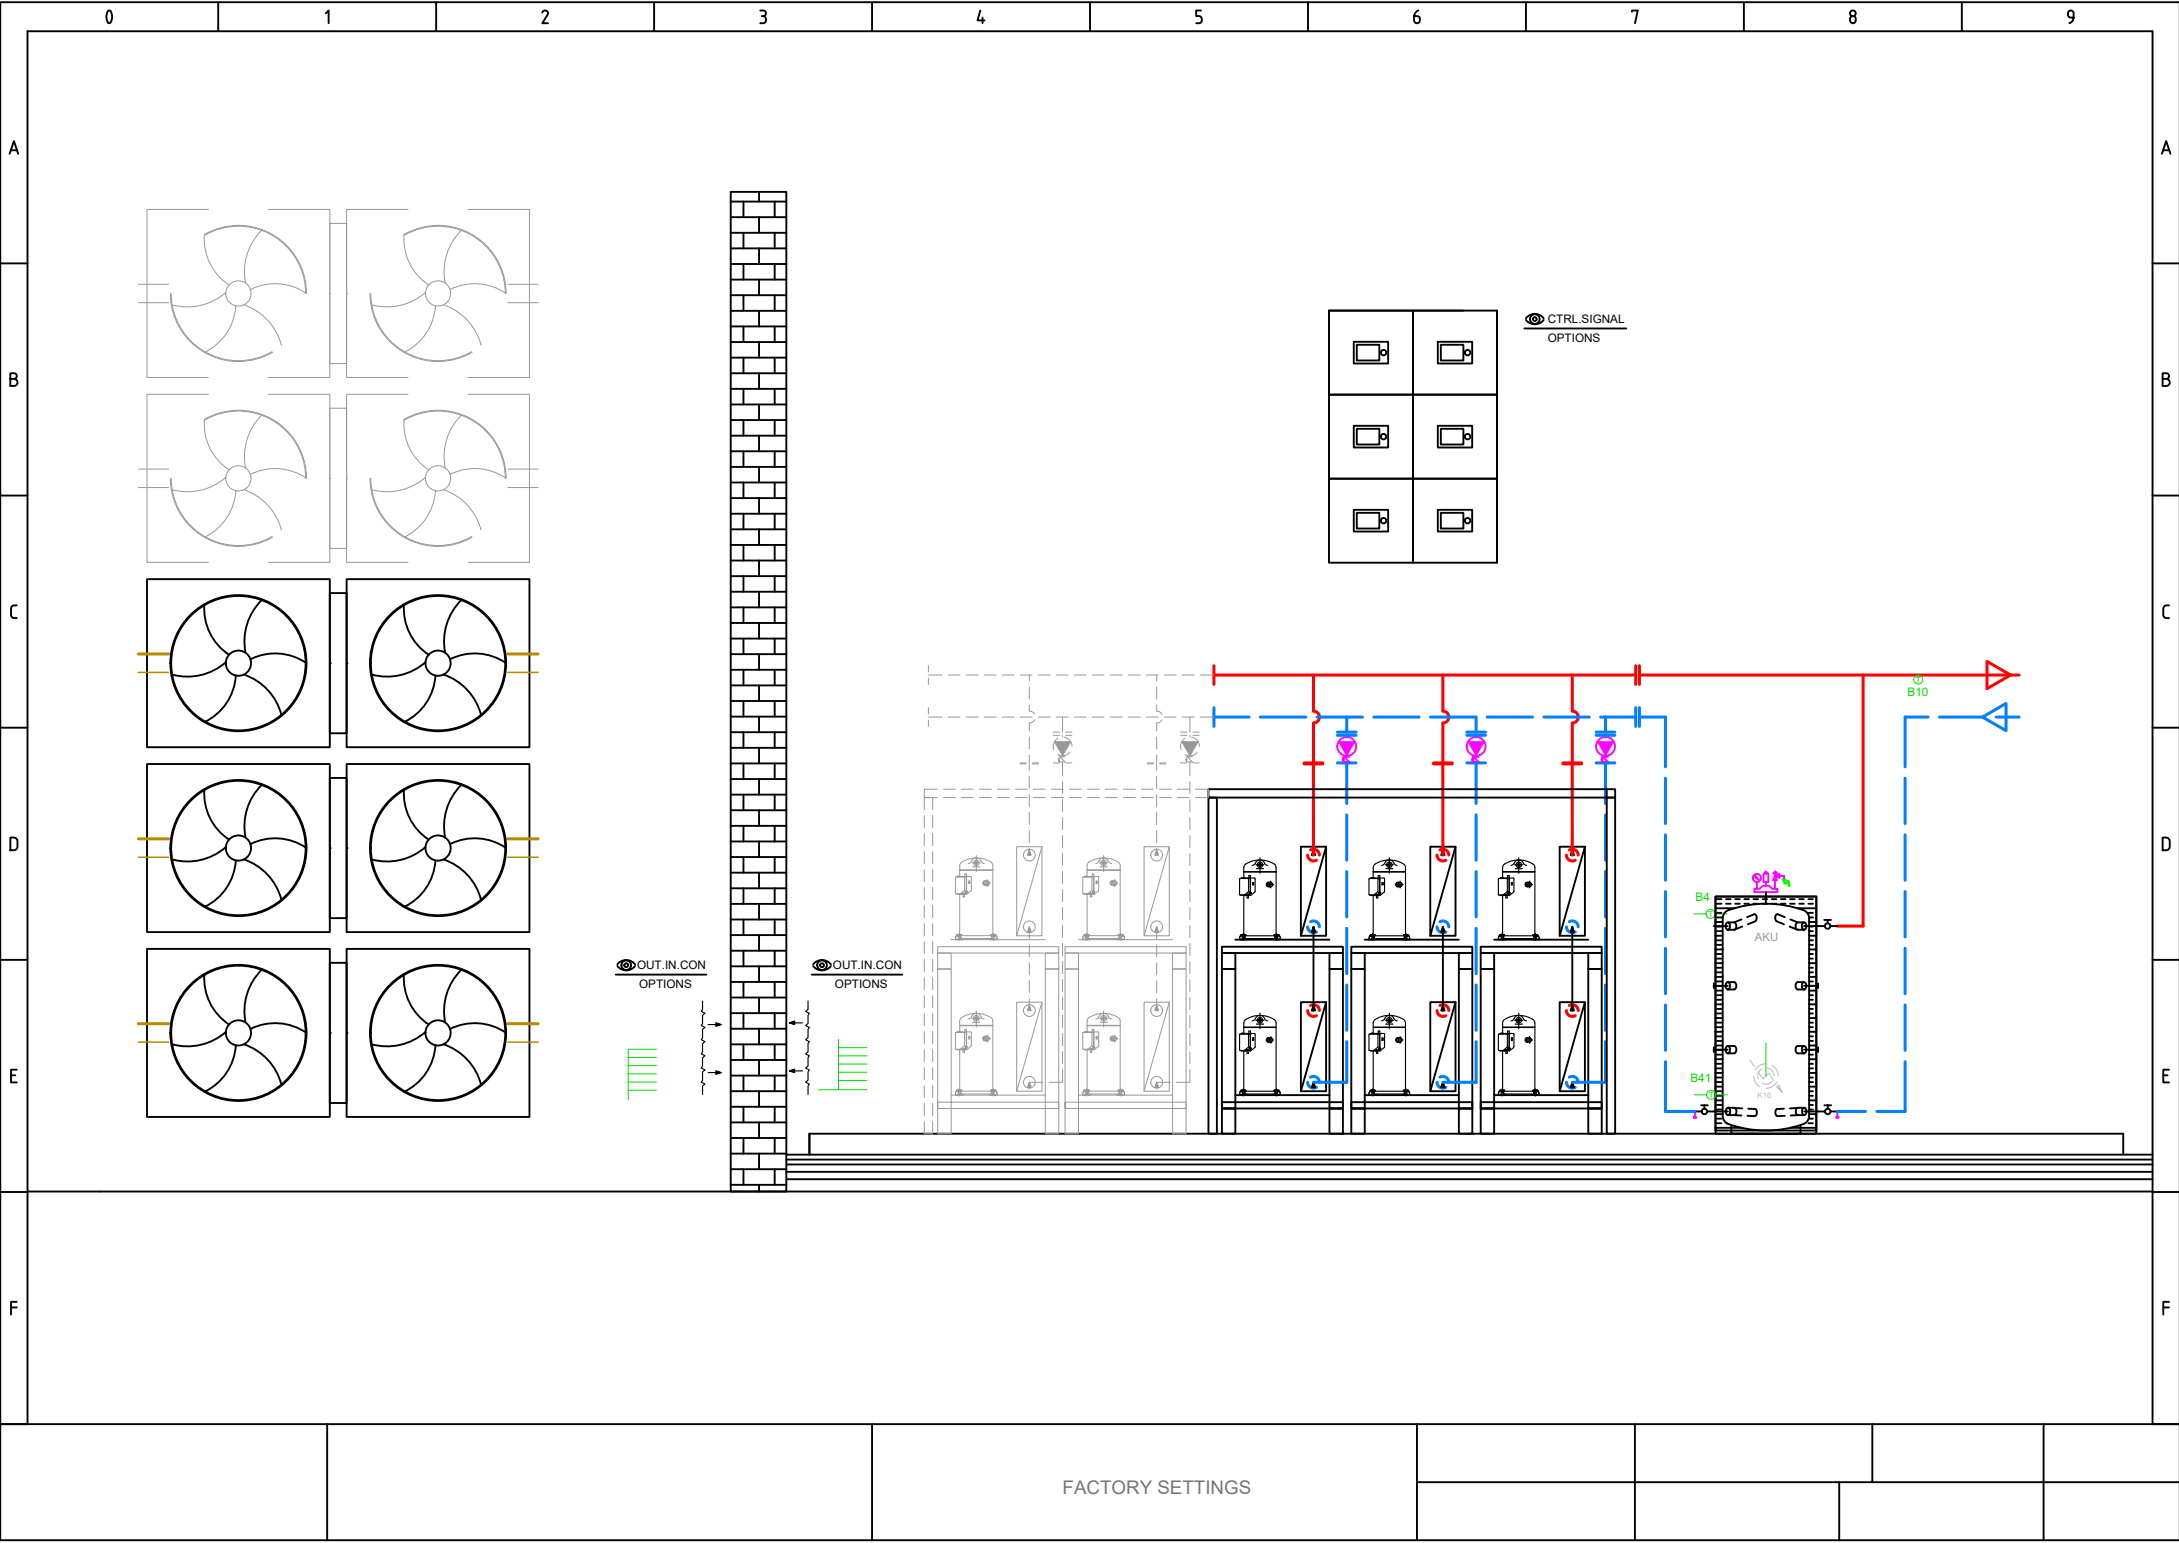 0 1 2 3 4 5 6 7 8 9
A A
CTRL.SIGNAL
OPTIONS
B B
C C
B10
D D
B4
AKU
OUT.IN.CON
OPTIONS
OUT.IN.CON
OPTIONS
B41
K16
E E
F F
FACTORY SETTINGS